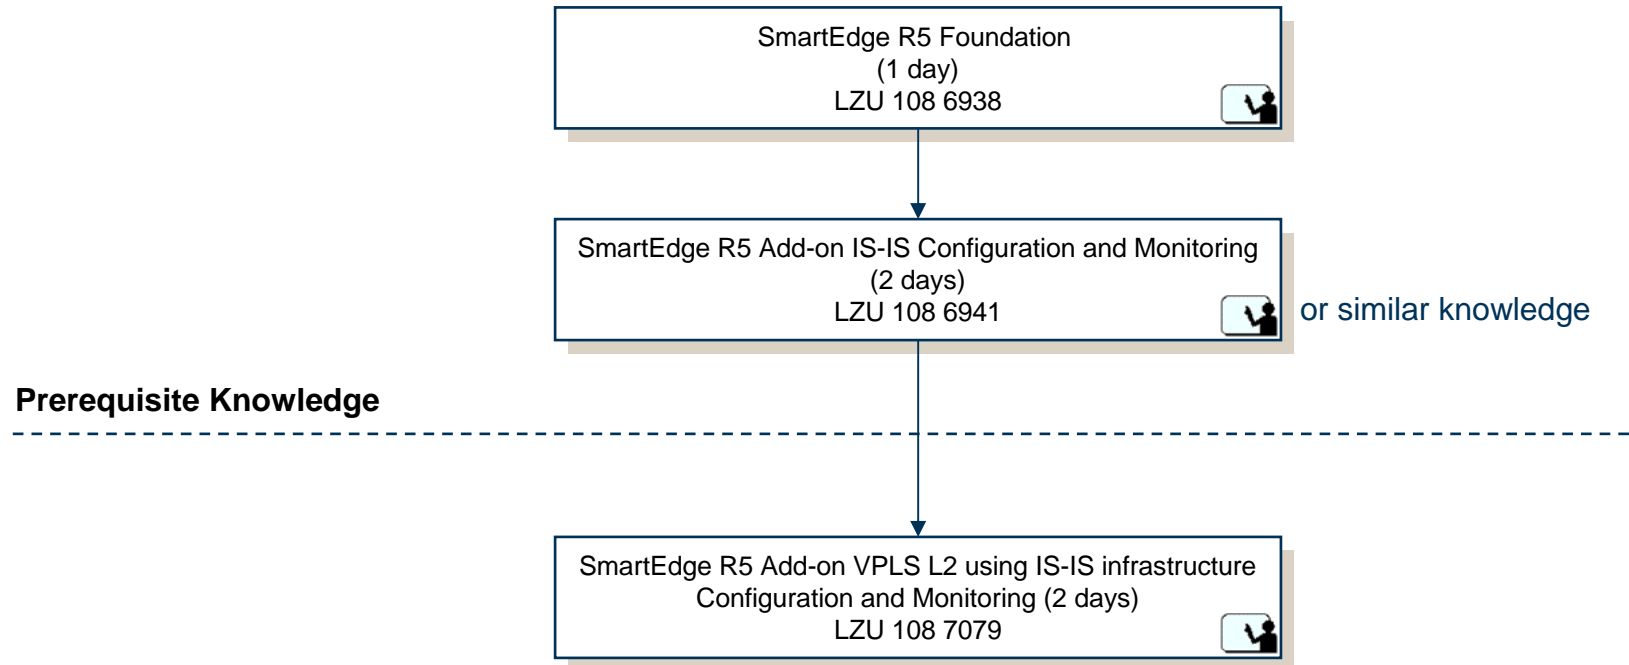 SmartEdge R5 Foundation
(1 day)
LZU 108 6938
SmartEdge R5 Add-on IS-IS Configuration and Monitoring
(2 days)
LZU 108 6941
or similar knowledge
Prerequisite Knowledge
SmartEdge R5 Add-on VPLS L2 using IS-IS infrastructure
Configuration and Monitoring (2 days)
LZU 108 7079